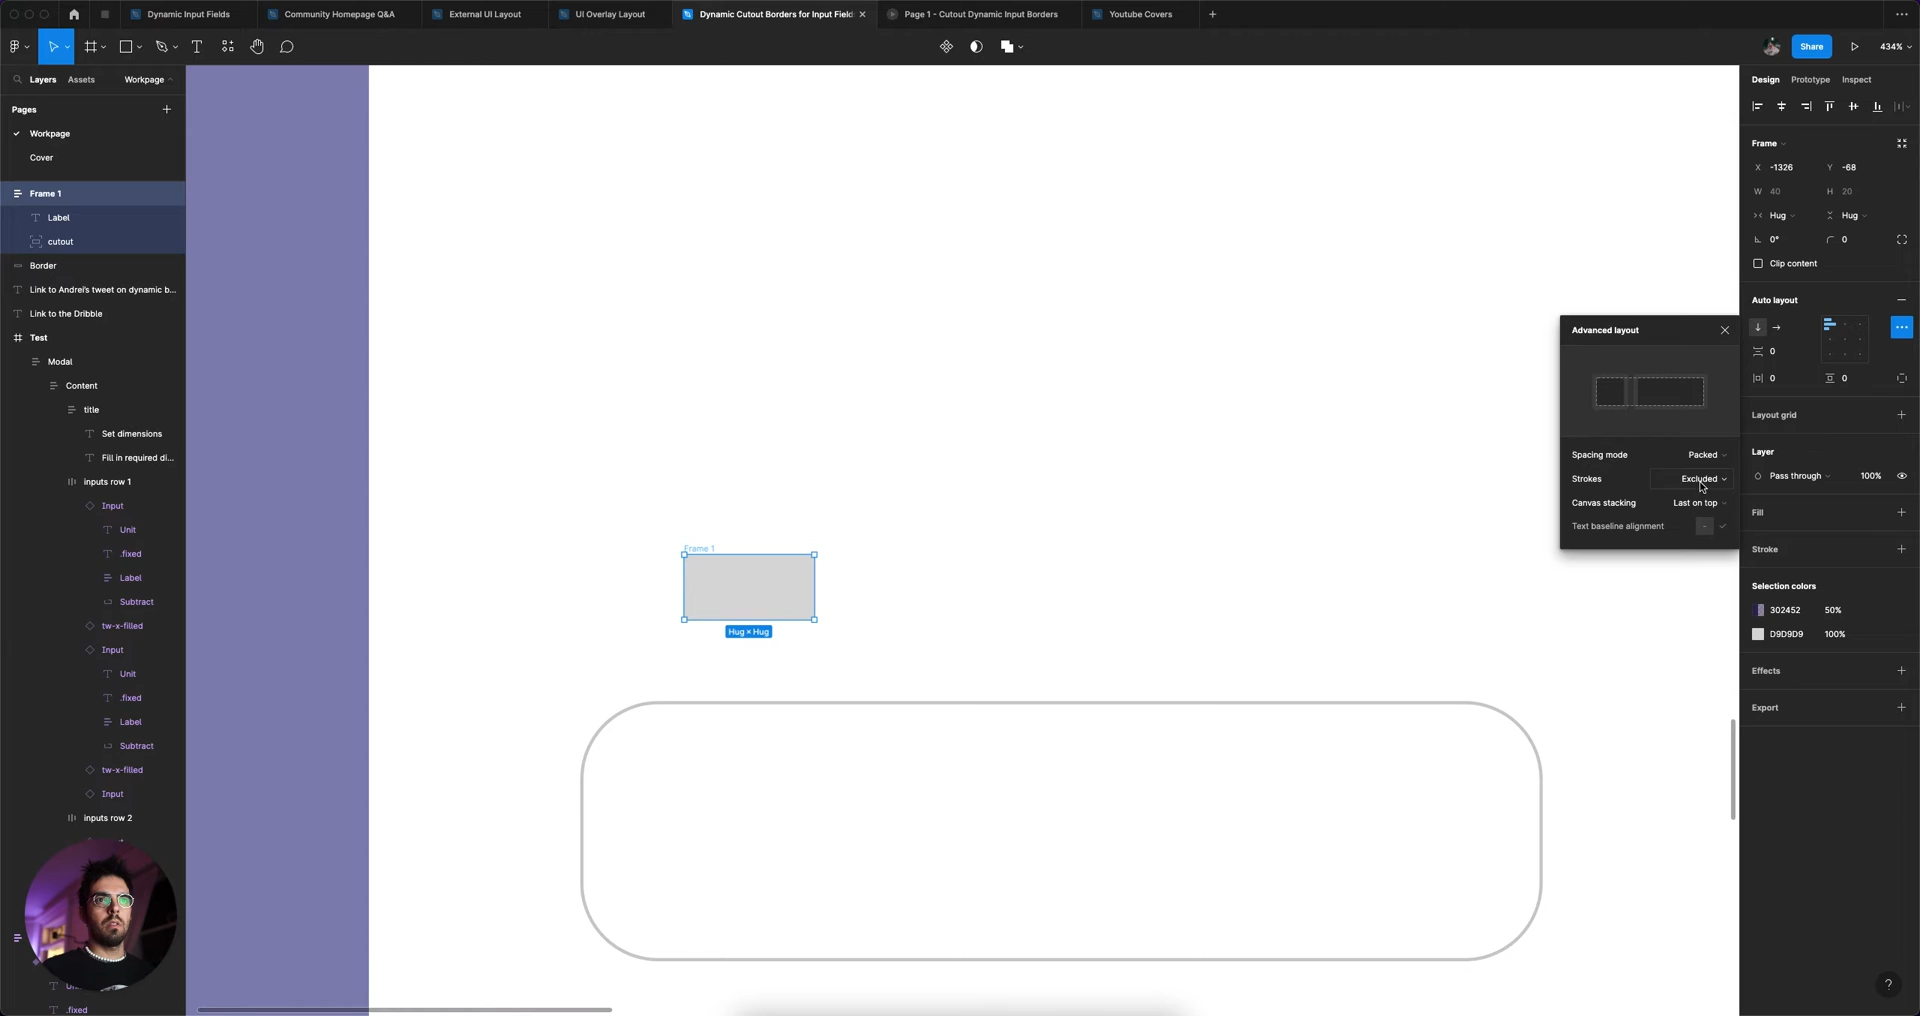 Dynamic Input Fields
Community Homepage Q&A
External UI Layout
UI Overlay Layout
Dynamic Cutout Borders for Input Field
Page 1 - Cutout Dynamic Input Borders
Youtube Covers
Share
434%
Layers
Assets
Workpage
Design
Prototype
Inspect
Pages
Workpage
Cover
Frame 1
Label
cutout
Border
Link to Andrei's tweet on dynamic b...
Link to the Dribble
Test
Modal
Content
title
Set dimensions
Fill in required di...
inputs row 1
Input
Unit
.fixed
Label
Subtract
tw-x-filled
Input
Unit
.fixed
Label
Subtract
tw-x-filled
Input
inputs row 2
.fixed
Frame 1
Hug × Hug
Advanced layout
Spacing mode
Packed
Strokes
Excluded
Canvas stacking
Last on top
Text baseline alignment
Frame
X -1326
Y -68
W 40
H 20
Hug
Hug
0°
0
Clip content
Auto layout
0
0
0
Layout grid
Layer
Pass through
100%
Fill
Stroke
Selection colors
302452
50%
D9D9D9
100%
Effects
Export
?